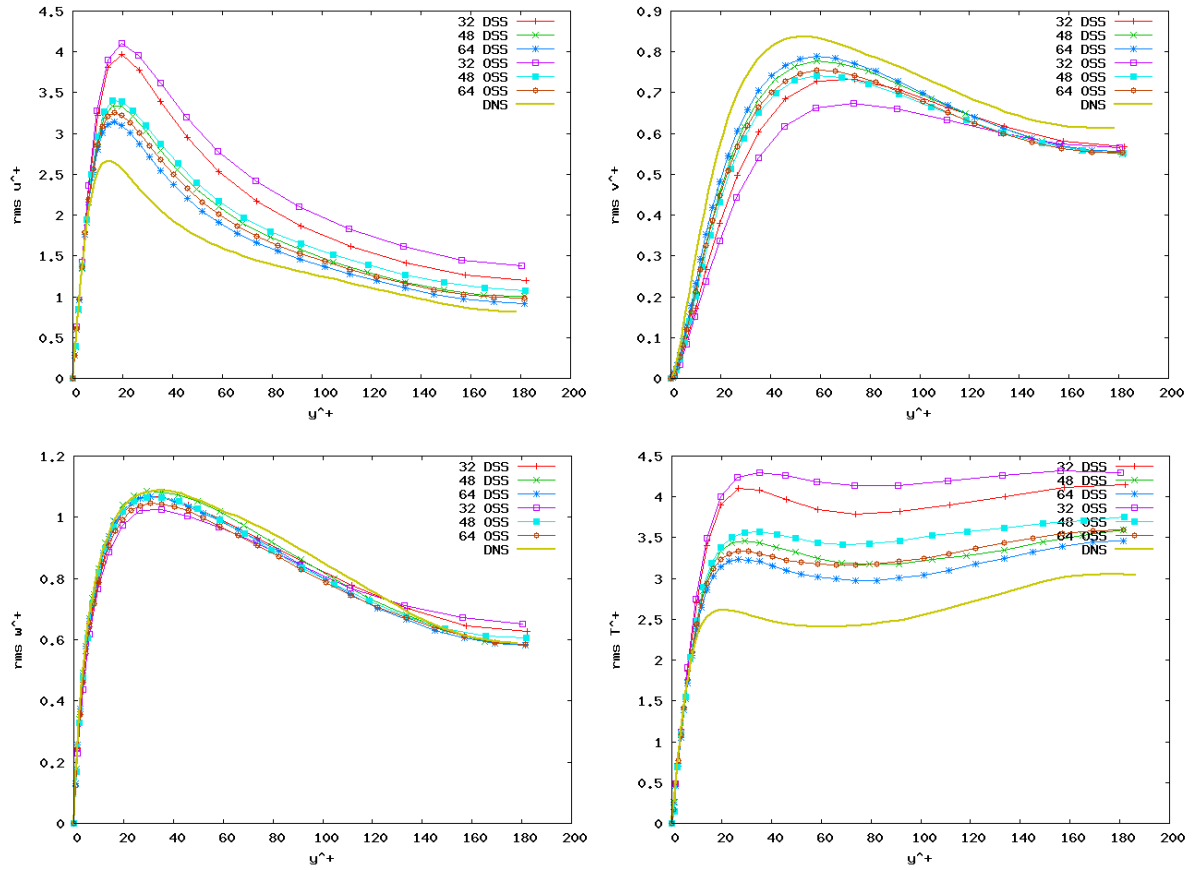 4.5
4
3.5
3
2.5
2
1.5
1
0.5
0
rms u^+
32 DSS
48 DSS
64 DSS
32 OSS
48 OSS
64 OSS
DNS
0 20 40 60 80 100 120 140 160 180 200
y^+
0.9
0.8
0.7
0.6
0.5
0.4
0.3
0.2
0.1
0
rms v^+
32 DSS
48 DSS
64 DSS
32 OSS
48 OSS
64 OSS
DNS
0 20 40 60 80 100 120 140 160 180 200
y^+
1.2
1
0.8
0.6
0.4
0.2
0
rms w^+
32 DSS
48 DSS
64 DSS
32 OSS
48 OSS
64 OSS
DNS
0 20 40 60 80 100 120 140 160 180 200
y^+
4.5
4
3.5
3
2.5
2
1.5
1
0.5
0
rms T^+
32 DSS
48 DSS
64 DSS
32 OSS
48 OSS
64 OSS
DNS
0 20 40 60 80 100 120 140 160 180 200
y^+